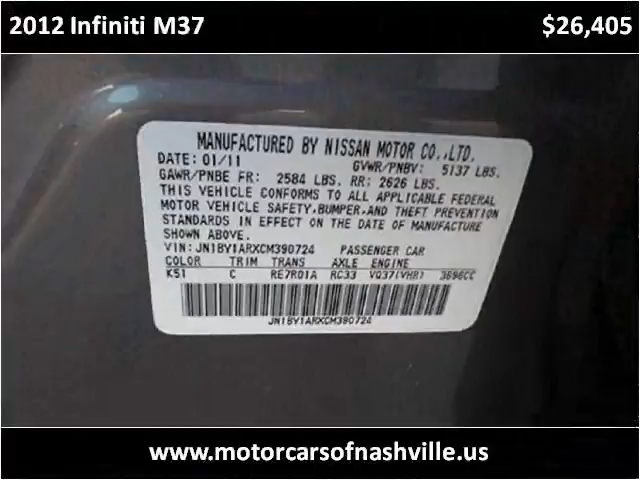 2012 Infiniti M37 $26,405
MANUFACTURED BY NISSAN MOTOR CO.,LTD.
DATE: 01/11 GVWR/PNBV: 5137 LBS.
GAWR/PNBE FR: 2584 LBS. RR: 2626 LBS.
THIS VEHICLE CONFORMS TO ALL APPLICABLE FEDERAL
MOTOR VEHICLE SAFETY,BUMPER,AND THEFT PREVENTION
STANDARDS IN EFFECT ON THE DATE OF MANUFACTURE
SHOWN ABOVE.
VIN: JN1BY1ARXCM390724 PASSENGER CAR
COLOR TRIM TRANS AXLE ENGINE
K51 C RE7R01A RC33 VQ37(VHR) 3696CC
JN1BY1ARXCM390724
www.motorcarsofnashville.us